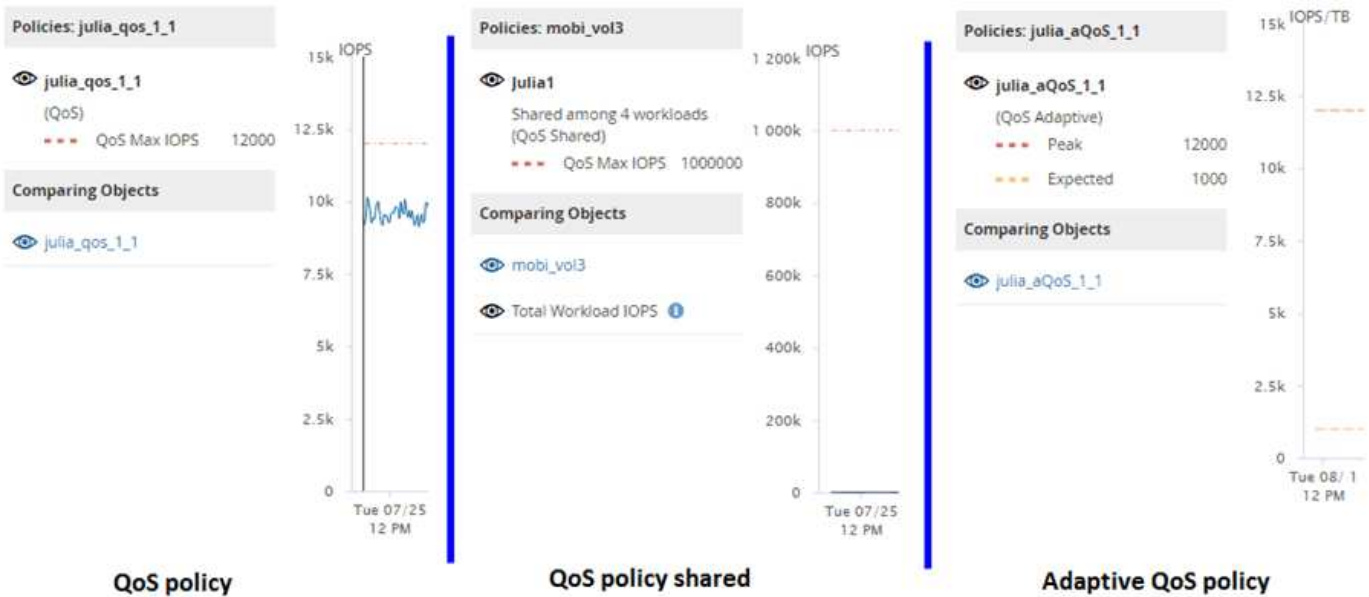 Policies: julia_qos_1_1
julia_qos_1_1
(QoS)
QoS Max IOPS 12000
Comparing Objects
julia_qos_1_1
IOPS
15k
12.5k
10k
7.5k
5k
2.5k
0
Tue 07/25
12 PM
QoS policy
Policies: mobi_vol3
Julia1
Shared among 4 workloads
(QoS Shared)
QoS Max IOPS 1000000
Comparing Objects
mobi_vol3
Total Workload IOPS
IOPS
1 200k
1 000k
800k
600k
400k
200k
0
Tue 07/25
12 PM
QoS policy shared
Policies: julia_aQoS_1_1
julia_aQoS_1_1
(QoS Adaptive)
Peak 12000
Expected 1000
Comparing Objects
julia_aQoS_1_1
IOPS/TB
15k
12.5k
10k
7.5k
5k
2.5k
0
Tue 08/ 1
12 PM
Adaptive QoS policy